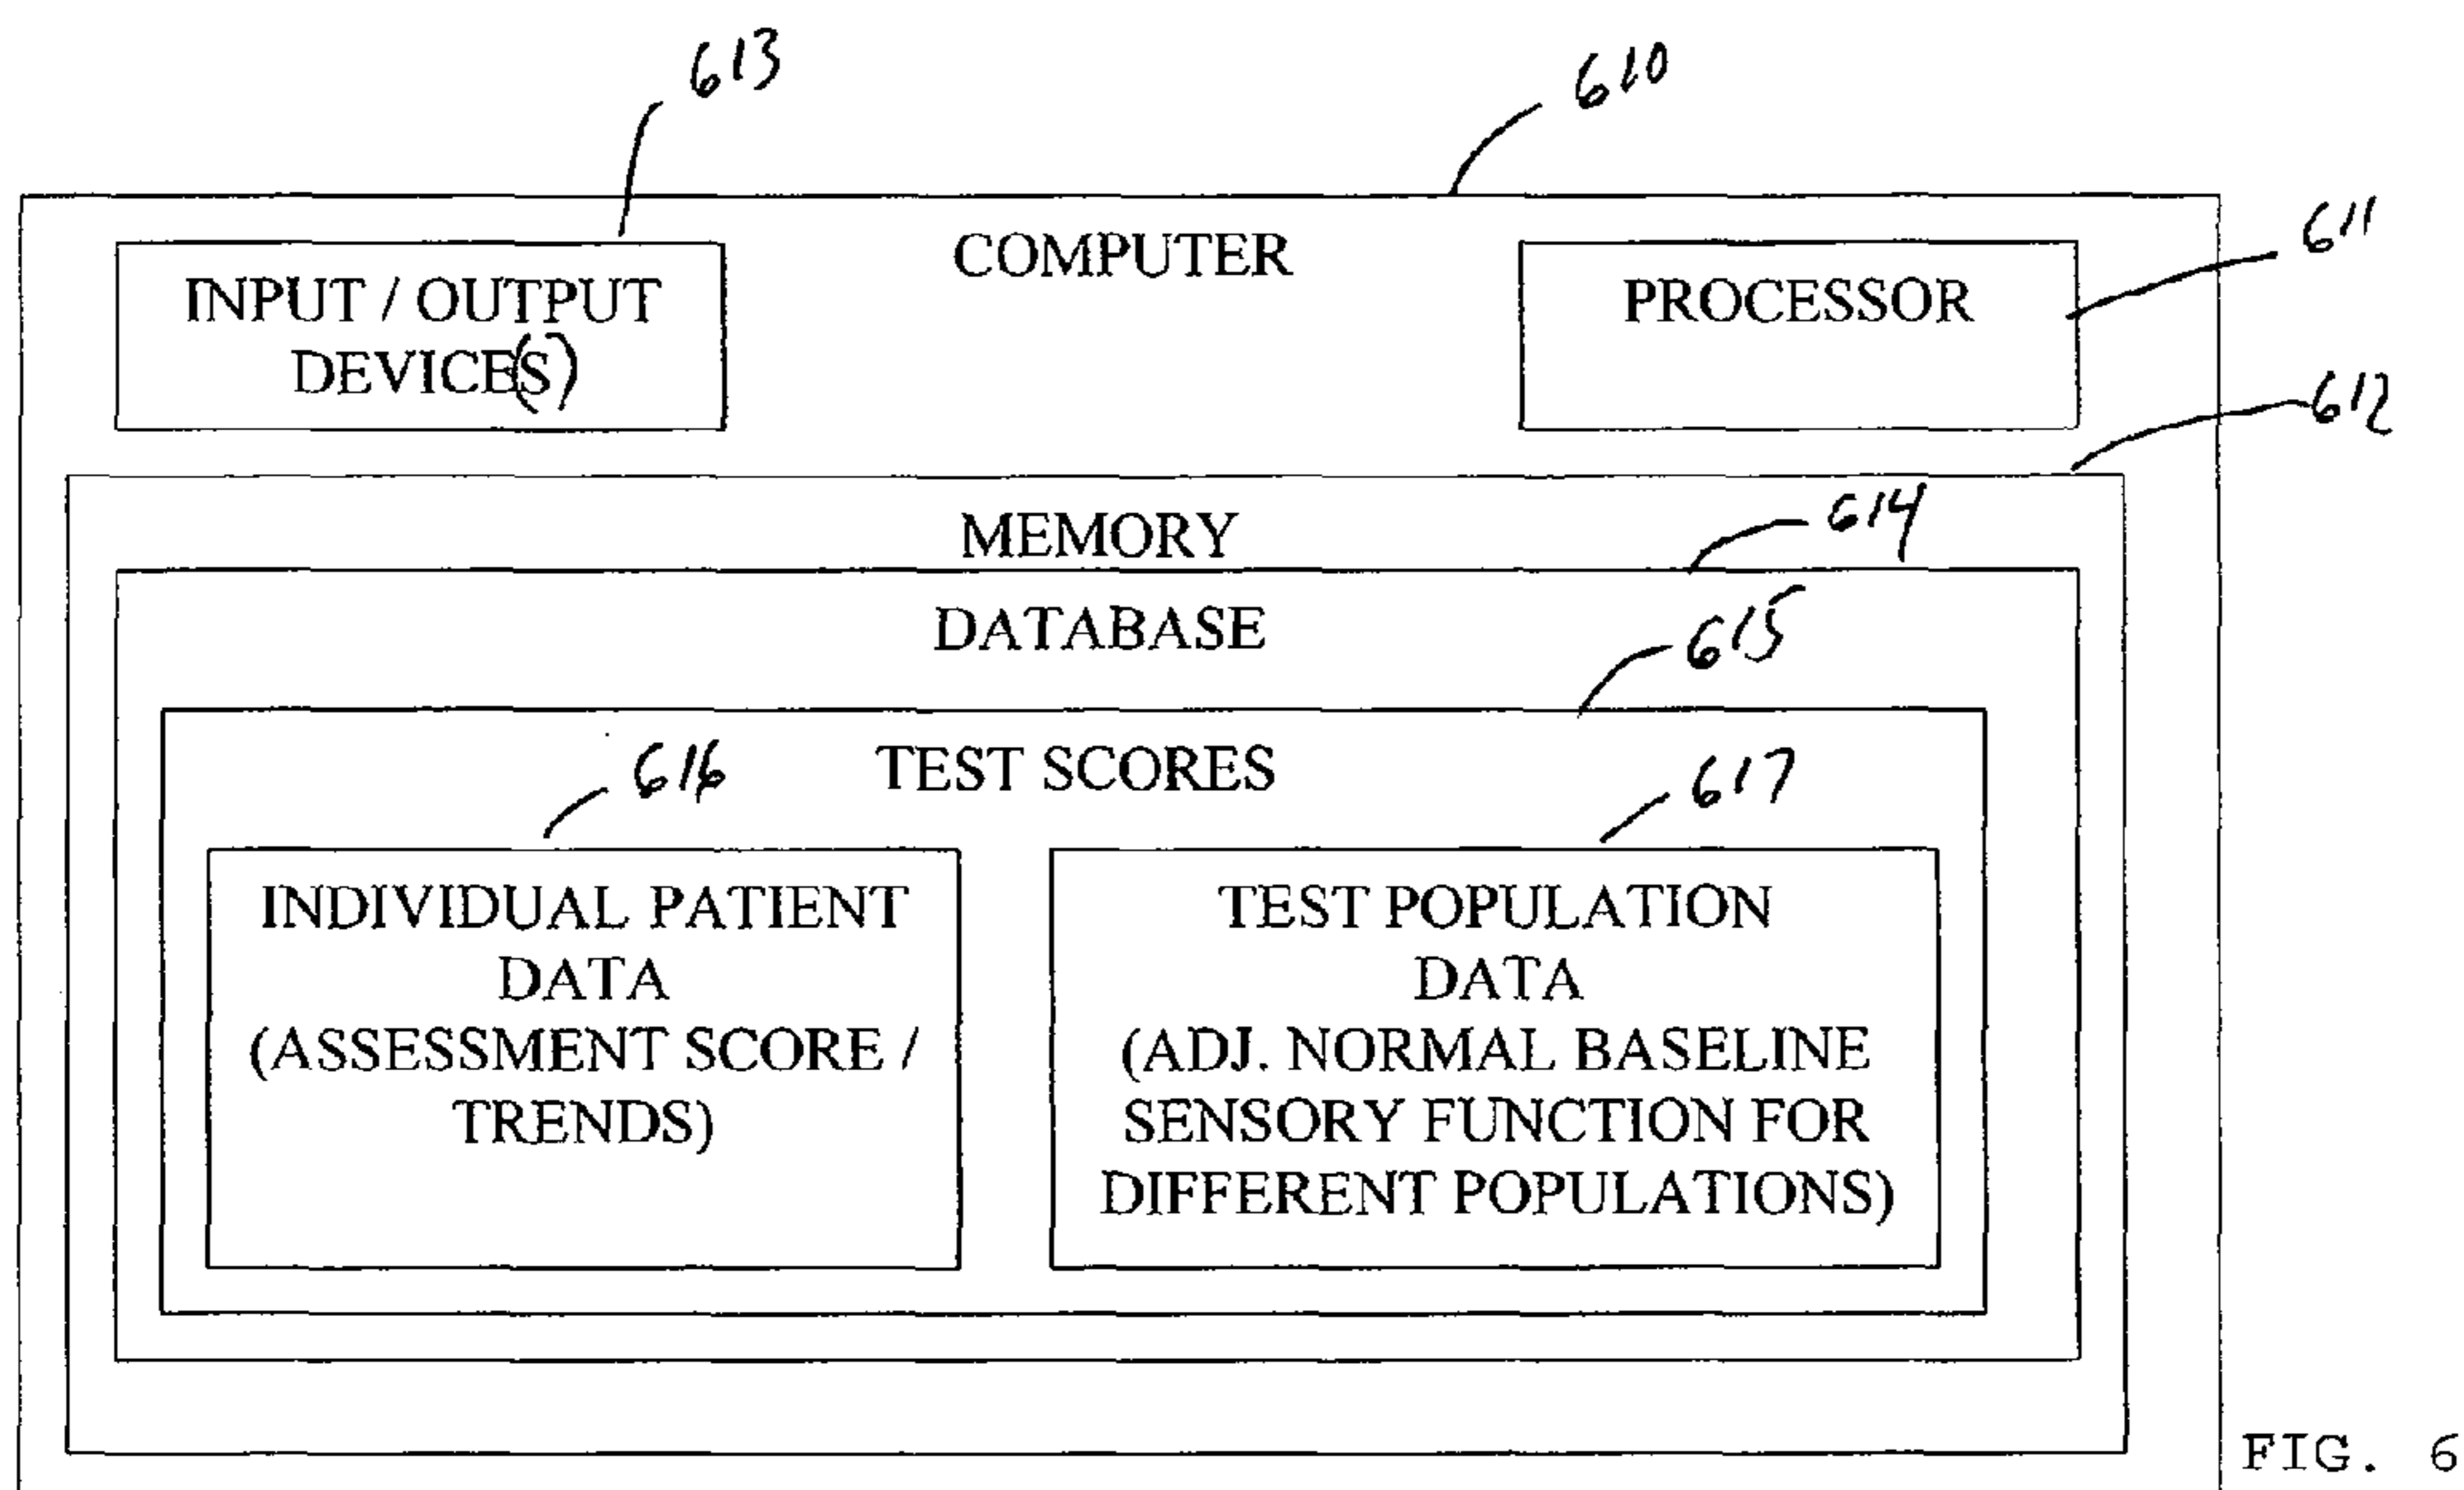 613
610
COMPUTER
611
INPUT / OUTPUT
DEVICE(S)
PROCESSOR
612
MEMORY
614
DATABASE
615
TEST SCORES
616
617
INDIVIDUAL PATIENT
DATA
(ASSESSMENT SCORE /
TRENDS)
TEST POPULATION
DATA
(ADJ. NORMAL BASELINE
SENSORY FUNCTION FOR
DIFFERENT POPULATIONS)
FIG. 6